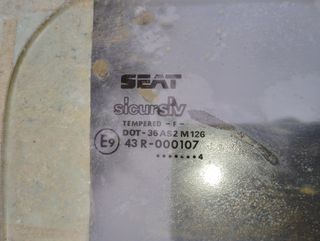 SEAT
sicursiv
TEMPERED - F -
DOT-36 AS2 M126
E9 43 R-000107
.......4